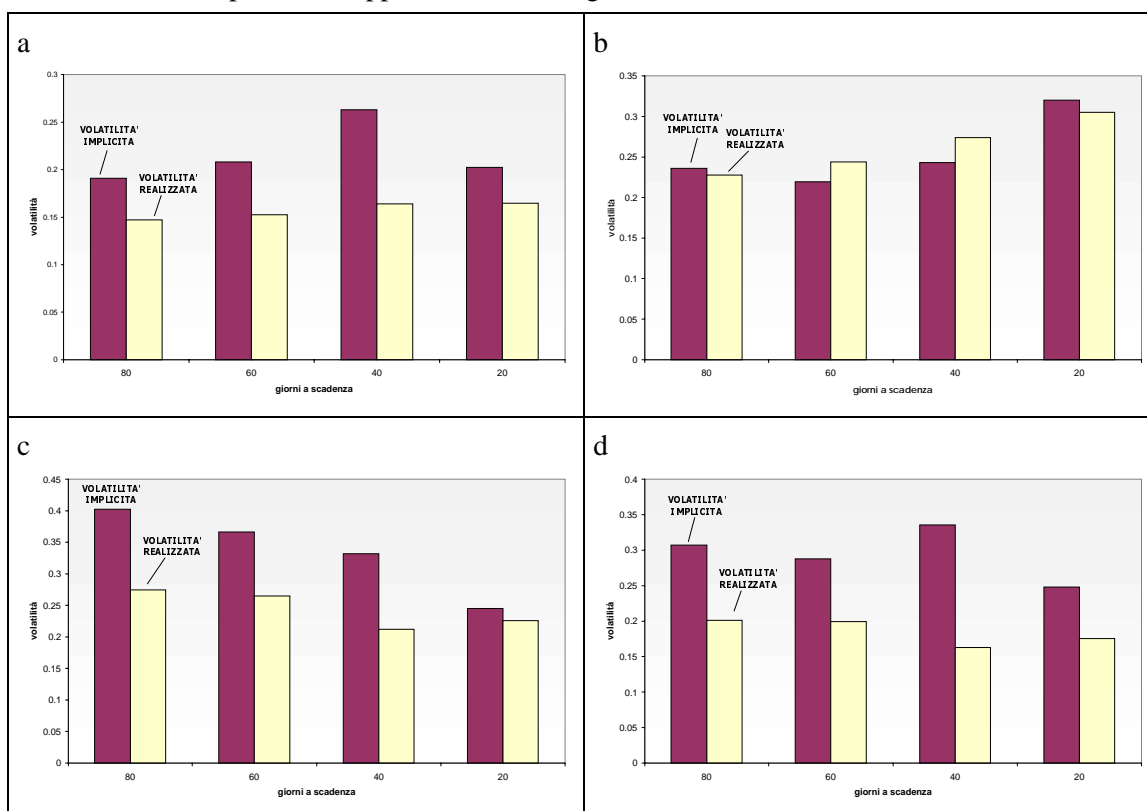 a
0.3
0.25
0.2
0.15
0.1
0.05
0
volatilità
VOLATILITA'
IMPLICITA
VOLATILITA'
REALIZZATA
80 60 40 20
giorni a scadenza
b
0.35
0.3
0.25
0.2
0.15
0.1
0.05
0
volatilità
VOLATILITA'
IMPLICITA
VOLATILITA'
REALIZZATA
80 60 40 20
giorni a scadenza
c
0.45
0.4
0.35
0.3
0.25
0.2
0.15
0.1
0.05
0
volatilità
VOLATILITA'
IMPLICITA
VOLATILITA'
REALIZZATA
80 60 40 20
giorni a scadenza
d
0.4
0.35
0.3
0.25
0.2
0.15
0.1
0.05
0
volatilità
VOLATILITA'
IMPLICITA
VOLATILITA'
REALIZZATA
80 60 40 20
giorni a scadenza